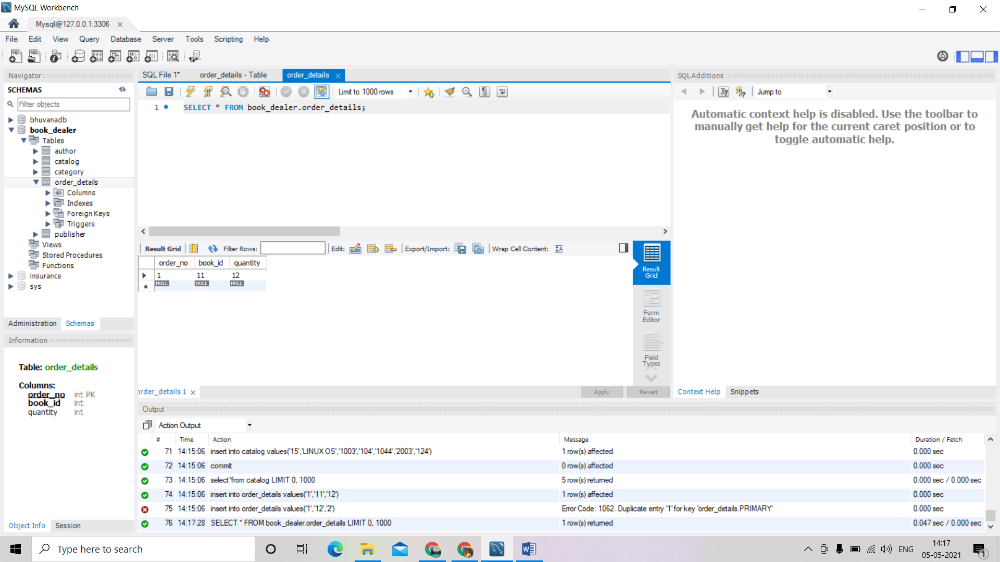 MySQL Workbench
Mysql@127.0.0.1:3306
File Edit View Query Database Server Tools Scripting Help
Navigator
SCHEMAS
Filter objects
bhuvanadb
book_dealer
Tables
author
catalog
category
order_details
Columns
Indexes
Foreign Keys
Triggers
publisher
Views
Stored Procedures
Functions
insurance
sys
Administration Schemas
Information
Table: order_details
Columns:
order_no int PK
book_id int
quantity int
Object Info Session
SQL File 1* order_details - Table order_details
Limit to 1000 rows
1 SELECT * FROM book_dealer.order_details;
Result Grid Filter Rows: Edit: Export/Import: Wrap Cell Content:
order_no book_id quantity
1 11 12
NULL NULL NULL
Result Grid
Form Editor
Field Types
order_details 1 Apply Revert
SQLAdditions
Jump to
Automatic context help is disabled. Use the toolbar to
manually get help for the current caret position or to
toggle automatic help.
Context Help Snippets
Output
Action Output
# Time Action Message Duration / Fetch
71 14:15:06 insert into catalog values('15','LINUX OS','1003','104','1044','2003','124') 1 row(s) affected 0.000 sec
72 14:15:06 commit 0 row(s) affected 0.000 sec
73 14:15:06 select*from catalog LIMIT 0, 1000 5 row(s) returned 0.000 sec / 0.000 sec
74 14:15:06 insert into order_details values('1','11','12') 1 row(s) affected 0.000 sec
75 14:15:06 insert into order_details values('1','12','2') Error Code: 1062. Duplicate entry '1' for key 'order_details.PRIMARY' 0.000 sec
76 14:17:28 SELECT * FROM book_dealer.order_details LIMIT 0, 1000 1 row(s) returned 0.047 sec / 0.000 sec
Type here to search
ENG
14:17
05-05-2021
1